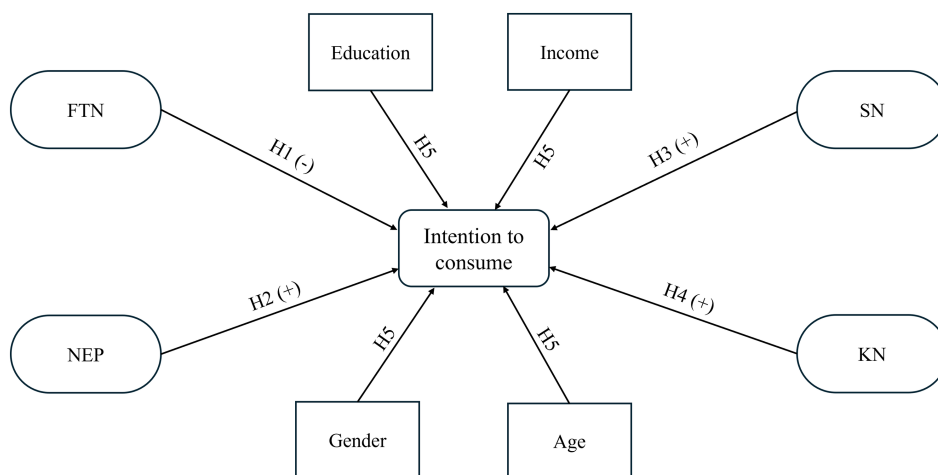 Education
Income
FTN
SN
H1 (-)
H5
H5
H3 (+)
Intention to
consume
H2 (+)
H4 (+)
NEP
H5
H5
KN
Gender
Age